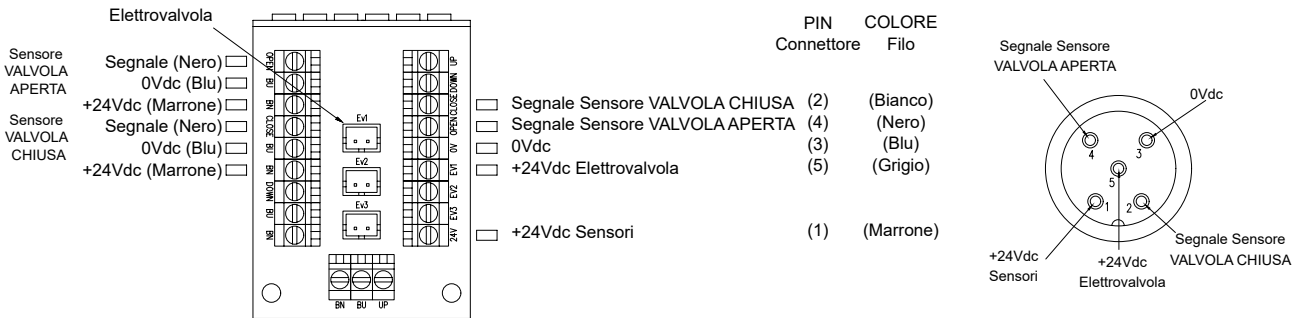 Elettrovalvola
PIN COLORE
Connettore Filo
Sensore
VALVOLA
APERTA
Segnale (Nero)
0Vdc (Blu)
+24Vdc (Marrone)
Sensore
VALVOLA
CHIUSA
Segnale (Nero)
0Vdc (Blu)
+24Vdc (Marrone)
OPEN
BU
BN
CLOSE
BU
BN
DOWN
BU
BN
Ev1
Ev2
Ev3
BN BU UP
UP
DOWN
CLOSE
OPEN
0V
EV1
EV2
EV3
24V
Segnale Sensore VALVOLA CHIUSA (2) (Bianco)
Segnale Sensore VALVOLA APERTA (4) (Nero)
0Vdc (3) (Blu)
+24Vdc Elettrovalvola (5) (Grigio)
+24Vdc Sensori (1) (Marrone)
Segnale Sensore
VALVOLA APERTA
0Vdc
4 3
5
1 2
+24Vdc
Sensori
+24Vdc
Elettrovalvola
Segnale Sensore
VALVOLA CHIUSA